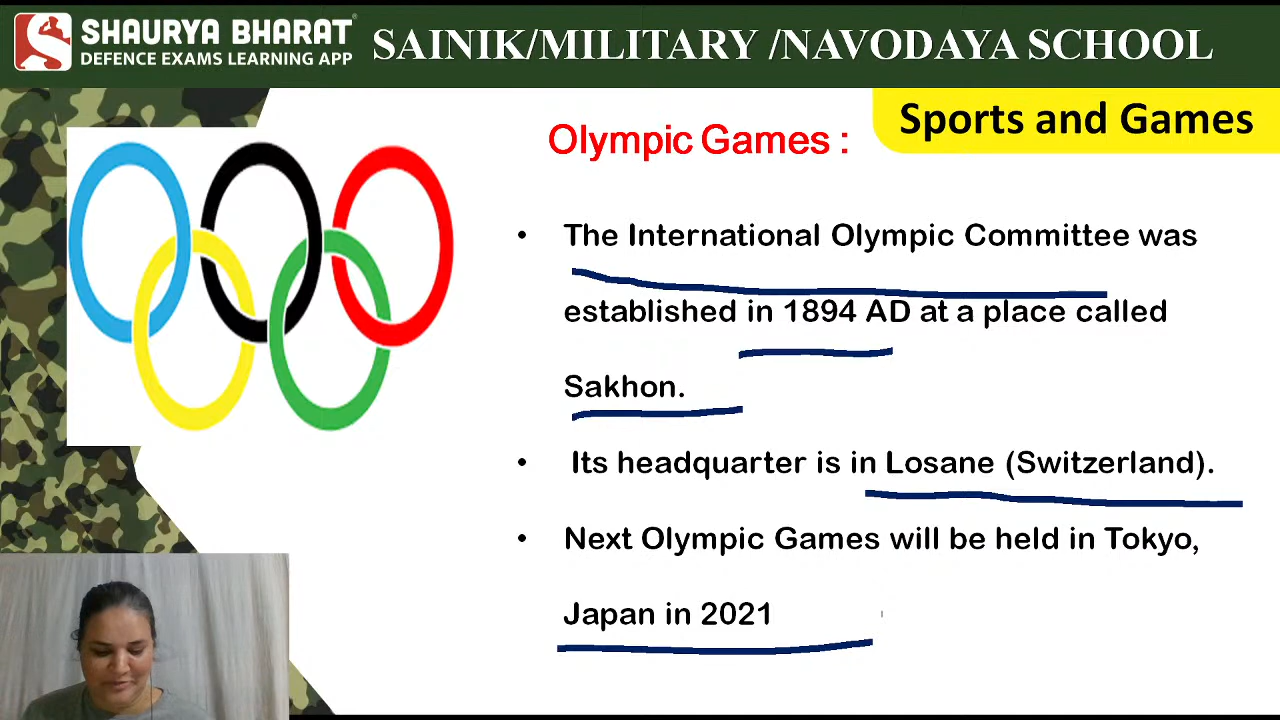 SHAURYA BHARAT
DEFENCE EXAMS LEARNING APP
SAINIK/MILITARY /NAVODAYA SCHOOL
Sports and Games
Olympic Games :
• The International Olympic Committee was
established in 1894 AD at a place called
Sakhon.
• Its headquarter is in Losane (Switzerland).
• Next Olympic Games will be held in Tokyo,
Japan in 2021